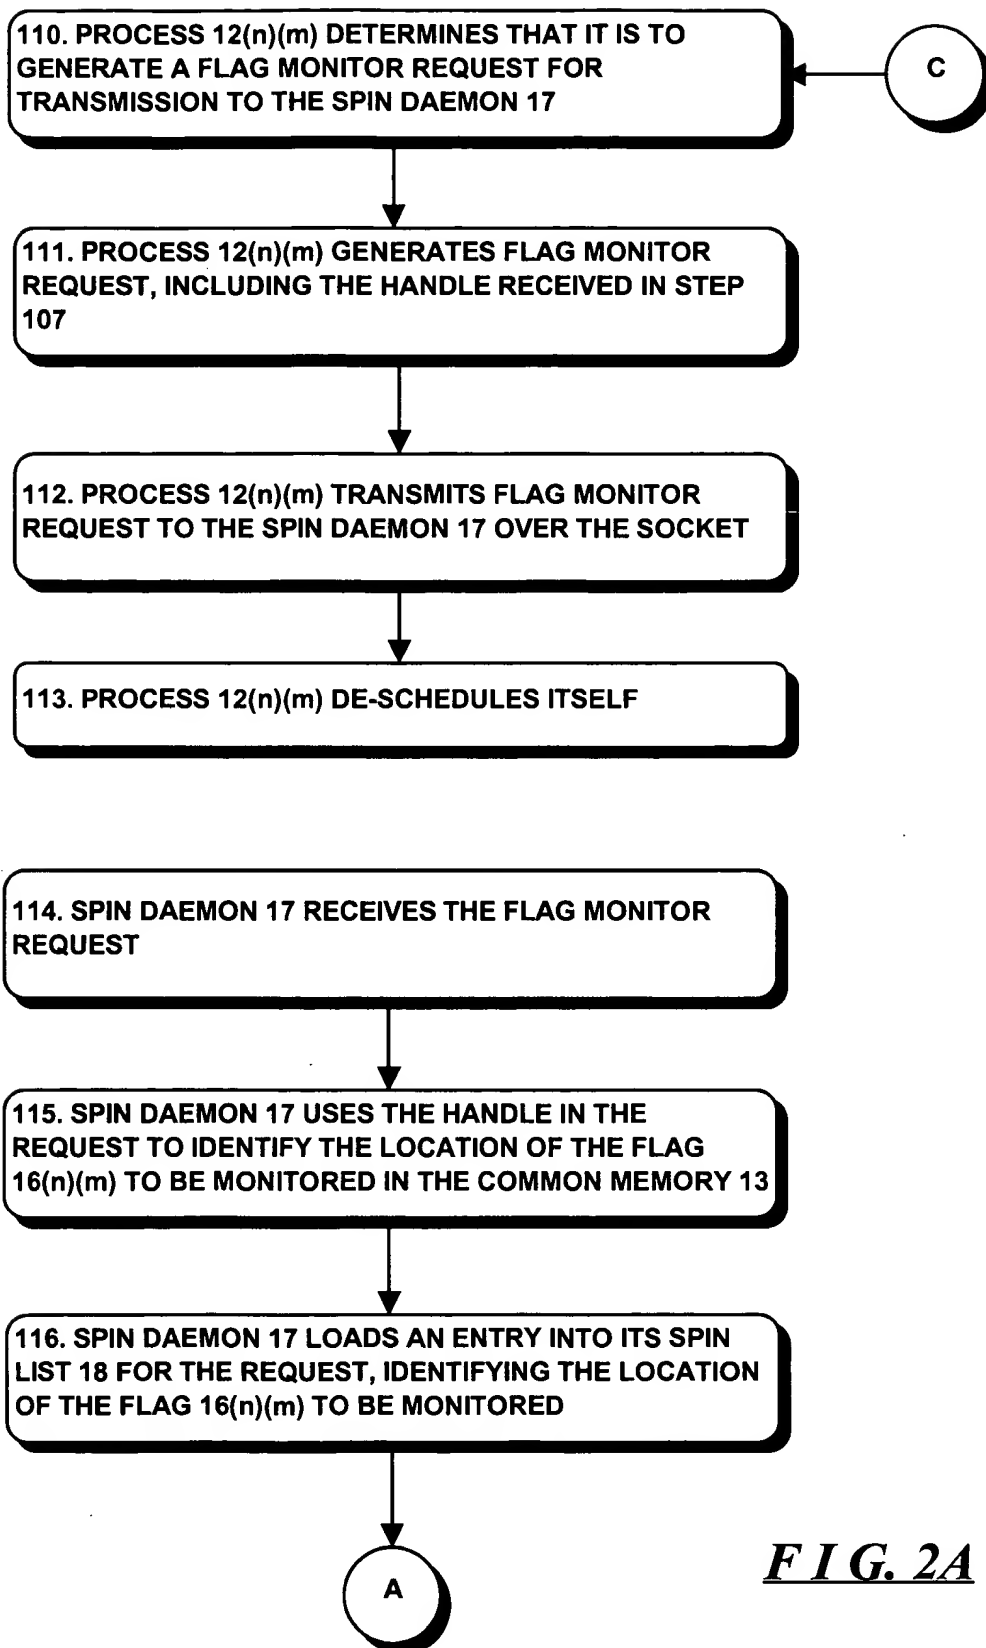 110. PROCESS 12(n)(m) DETERMINES THAT IT IS TO
GENERATE A FLAG MONITOR REQUEST FOR
TRANSMISSION TO THE SPIN DAEMON 17
C
111. PROCESS 12(n)(m) GENERATES FLAG MONITOR
REQUEST, INCLUDING THE HANDLE RECEIVED IN STEP
107
112. PROCESS 12(n)(m) TRANSMITS FLAG MONITOR
REQUEST TO THE SPIN DAEMON 17 OVER THE SOCKET
113. PROCESS 12(n)(m) DE-SCHEDULES ITSELF
114. SPIN DAEMON 17 RECEIVES THE FLAG MONITOR
REQUEST
115. SPIN DAEMON 17 USES THE HANDLE IN THE
REQUEST TO IDENTIFY THE LOCATION OF THE FLAG
16(n)(m) TO BE MONITORED IN THE COMMON MEMORY 13
116. SPIN DAEMON 17 LOADS AN ENTRY INTO ITS SPIN
LIST 18 FOR THE REQUEST, IDENTIFYING THE LOCATION
OF THE FLAG 16(n)(m) TO BE MONITORED
A
FIG. 2A